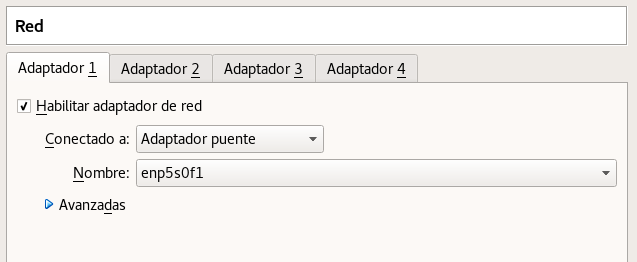 Red
Adaptador 1 Adaptador 2 Adaptador 3 Adaptador 4
Habilitar adaptador de red
Conectado a: Adaptador puente
Nombre: enp5s0f1
Avanzadas